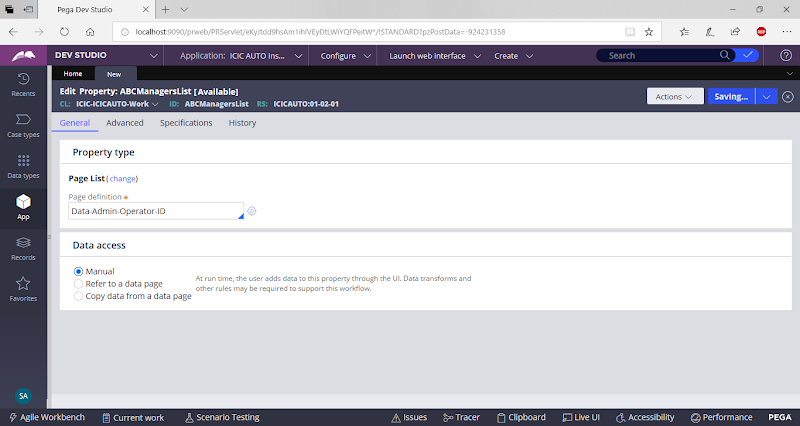 Pega Dev Studio
localhost:9090/prweb/PRServlet/eKyJtdd9hsAm1ihIVEyDtLWiYQFPeitW*/!STANDARD?pzPostData=-924231358
DEV STUDIO
Application: ICIC AUTO Ins...
Configure
Launch web interface
Create
Search
Recents
Case types
Data types
App
Records
Favorites
SA
Home
New
Edit Property: ABCManagersList [Available]
CL: ICIC-ICICAUTO-Work ID: ABCManagersList RS: ICICAUTO:01-02-01
Actions
Saving...
General
Advanced
Specifications
History
Property type
Page List (change)
Page definition ★
Data-Admin-Operator-ID
Data access
Manual
Refer to a data page
Copy data from a data page
At run time, the user adds data to this property through the UI. Data transforms and
other rules may be required to support this workflow.
Agile Workbench
Current work
Scenario Testing
Issues
Tracer
Clipboard
Live UI
Accessibility
Performance
PEGA